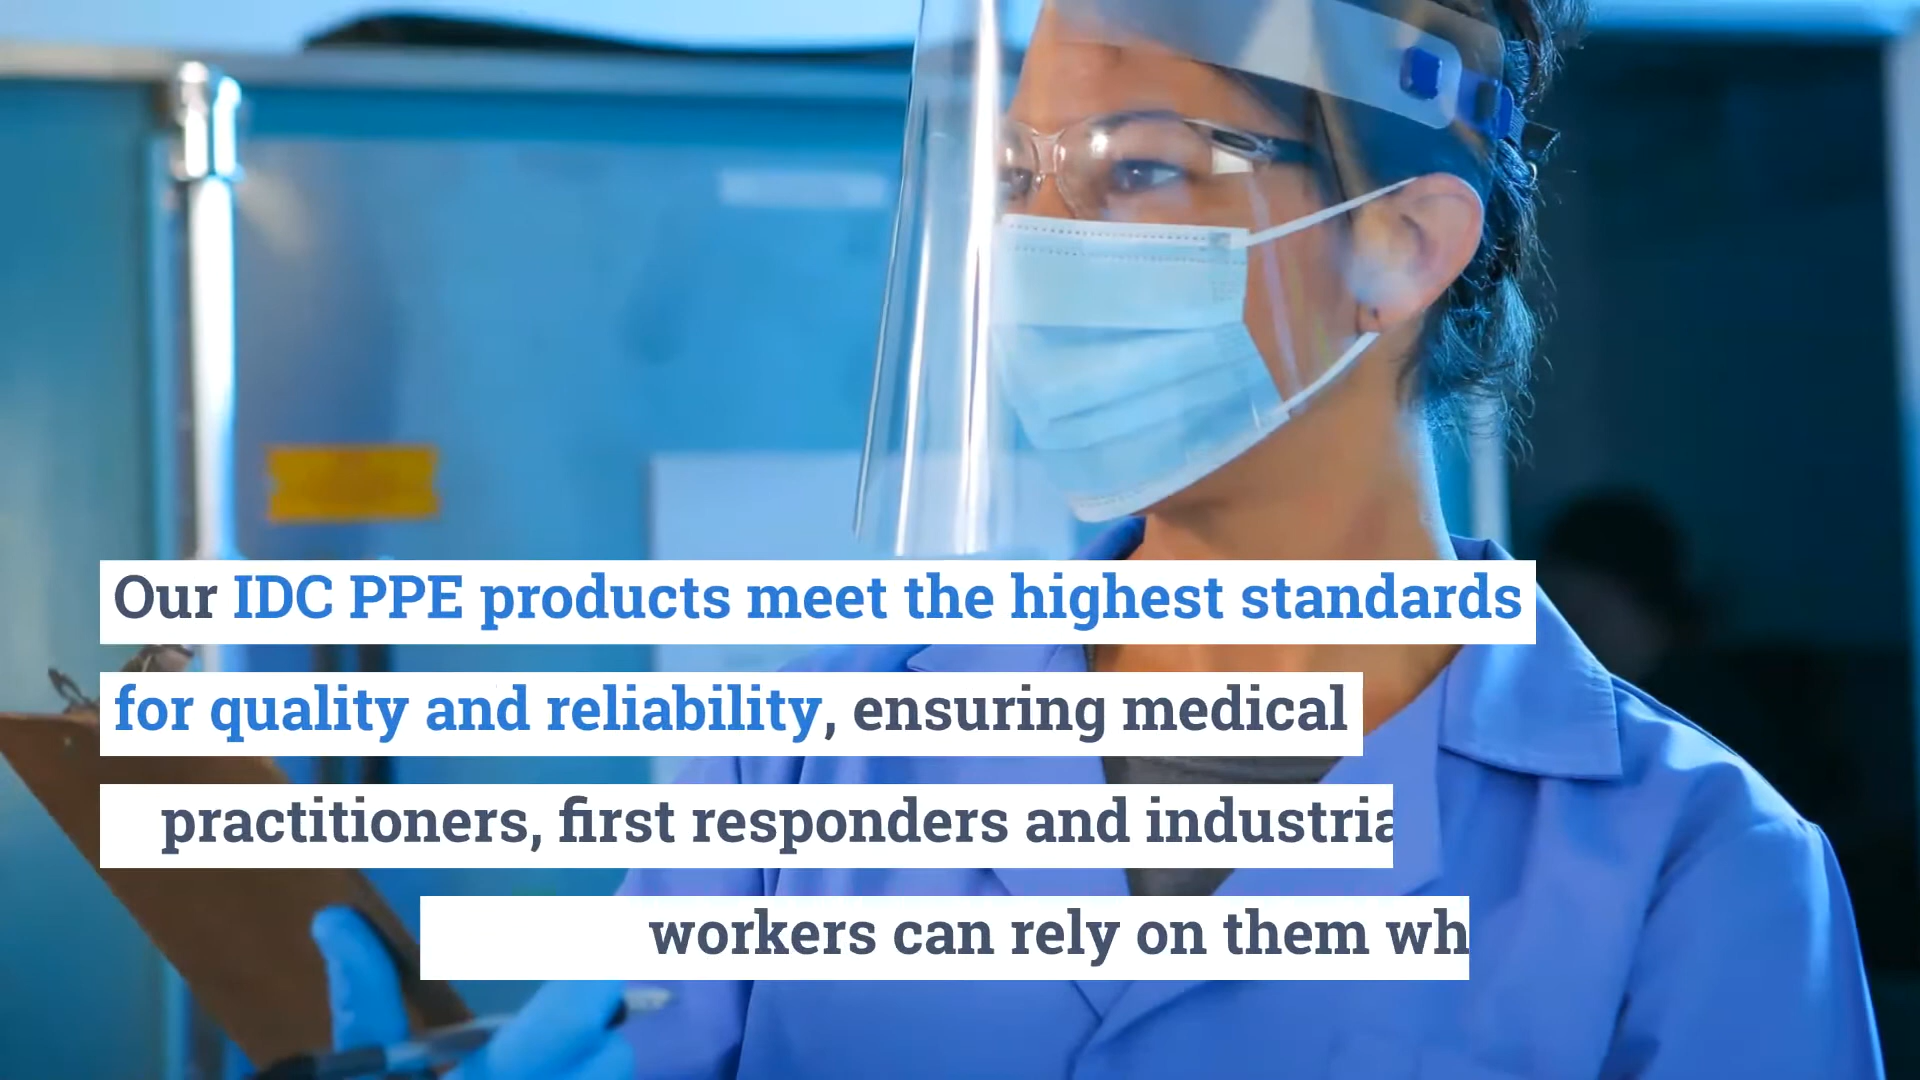 Our IDC PPE products meet the highest standards
for quality and reliability, ensuring medical
practitioners, first responders and industria
workers can rely on them wh